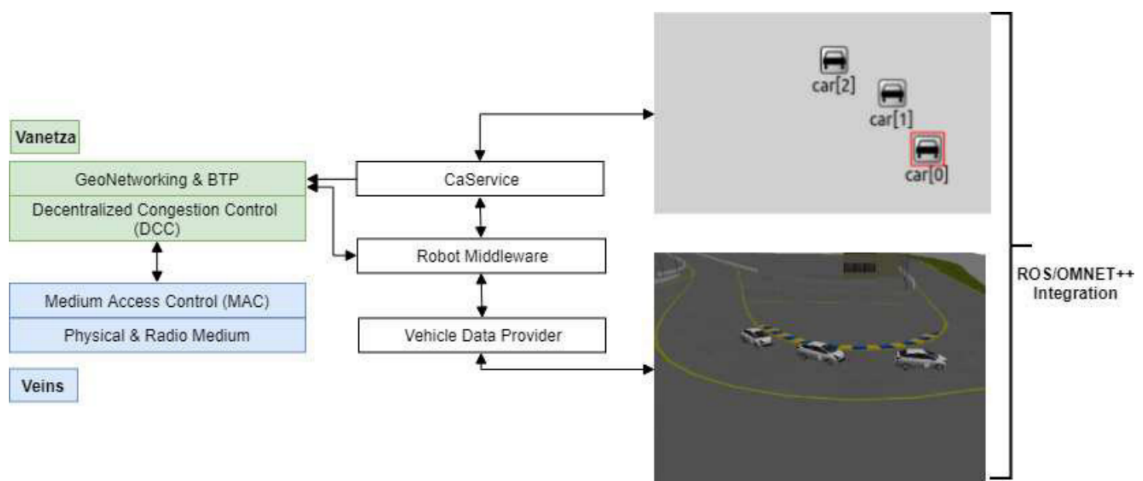 Vanetza
GeoNetworking & BTP
Decentralized Congestion Control
(DCC)
Medium Access Control (MAC)
Physical & Radio Medium
Veins
CaService
Robot Middleware
Vehicle Data Provider
car[2]
car[1]
car[0]
ROS/OMNET++
Integration